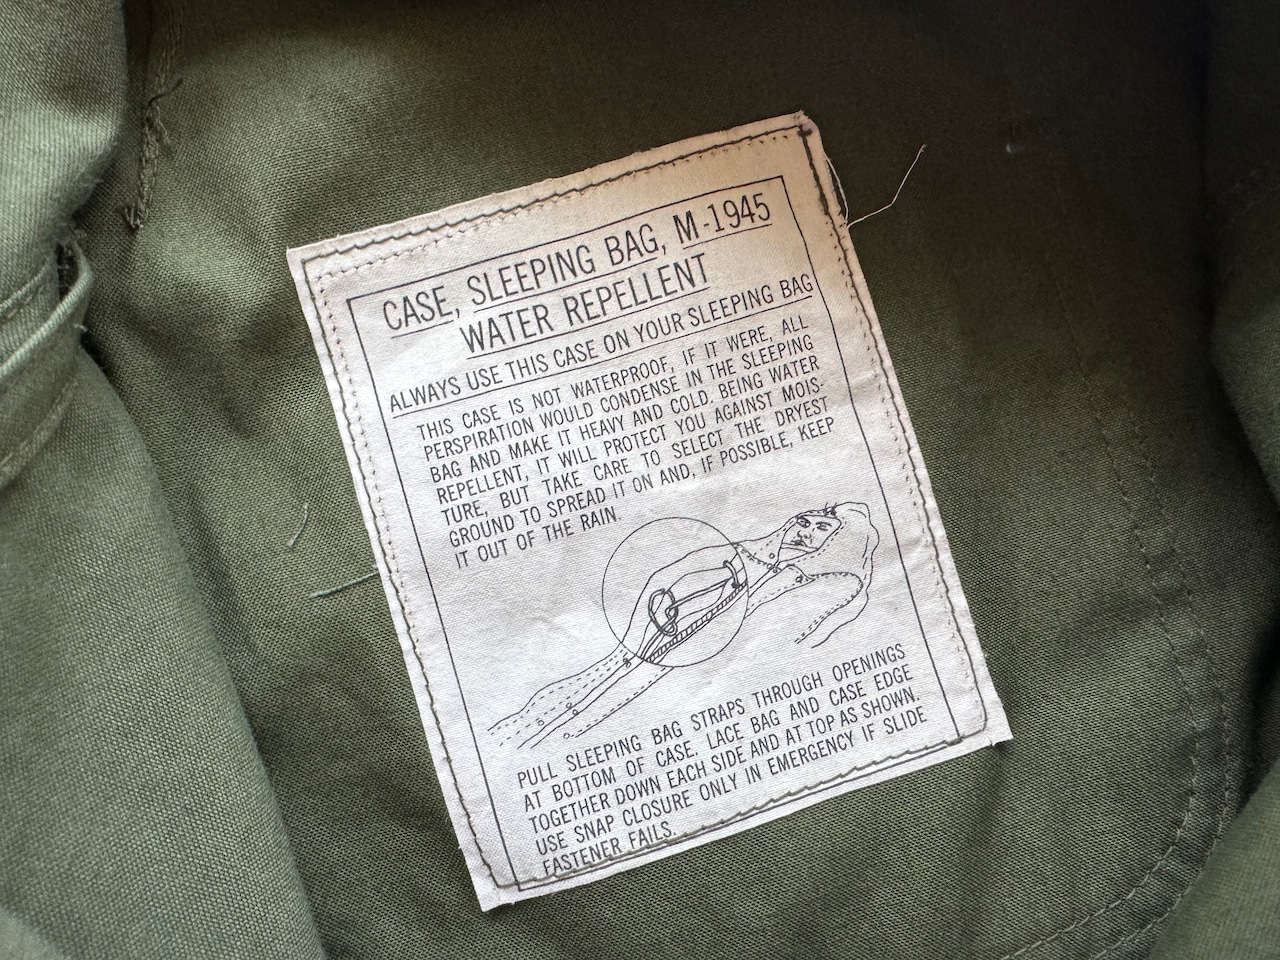 CASE, SLEEPING BAG, M-1945
WATER REPELLENT
ALWAYS USE THIS CASE ON YOUR SLEEPING BAG
THIS CASE IS NOT WATERPROOF, IF IT WERE, ALL
PERSPIRATION WOULD CONDENSE IN THE SLEEPING
BAG AND MAKE IT HEAVY AND COLD. BEING WATER
REPELLENT, IT WILL PROTECT YOU AGAINST MOIS-
TURE, BUT TAKE CARE TO SELECT THE DRYEST
GROUND TO SPREAD IT ON AND, IF POSSIBLE, KEEP
IT OUT OF THE RAIN.
PULL SLEEPING BAG STRAPS THROUGH OPENINGS
AT BOTTOM OF CASE. LACE BAG AND CASE EDGE
TOGETHER DOWN EACH SIDE AND AT TOP AS SHOWN.
USE SNAP CLOSURE ONLY IN EMERGENCY IF SLIDE
FASTENER FAILS.